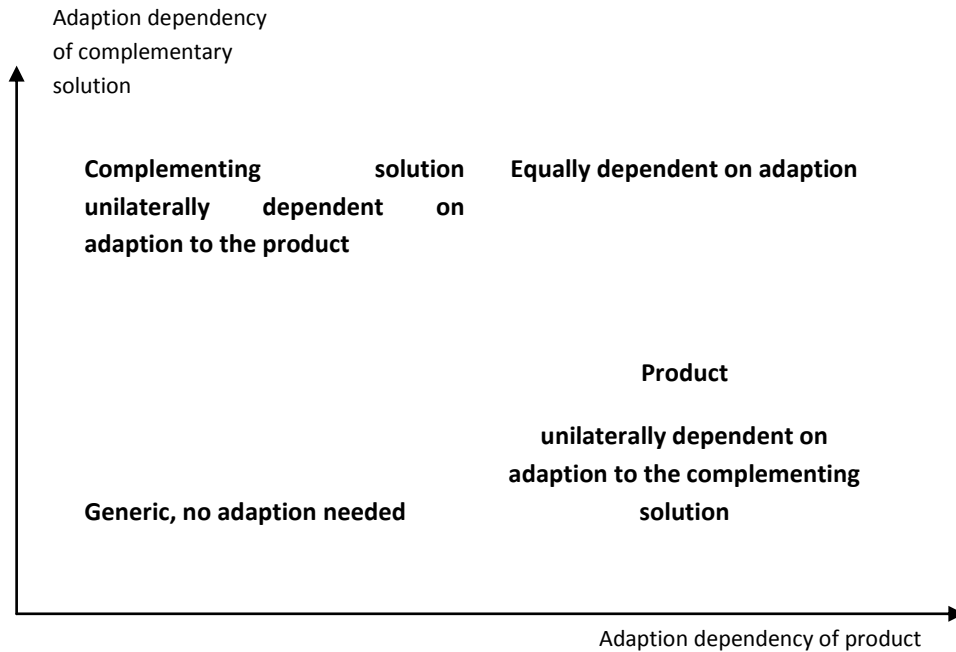 Adaption dependency
of complementary
solution
Complementing solution
unilaterally dependent on
adaption to the product
Equally dependent on adaption
Generic, no adaption needed
Product
unilaterally dependent on
adaption to the complementing
solution
Adaption dependency of product